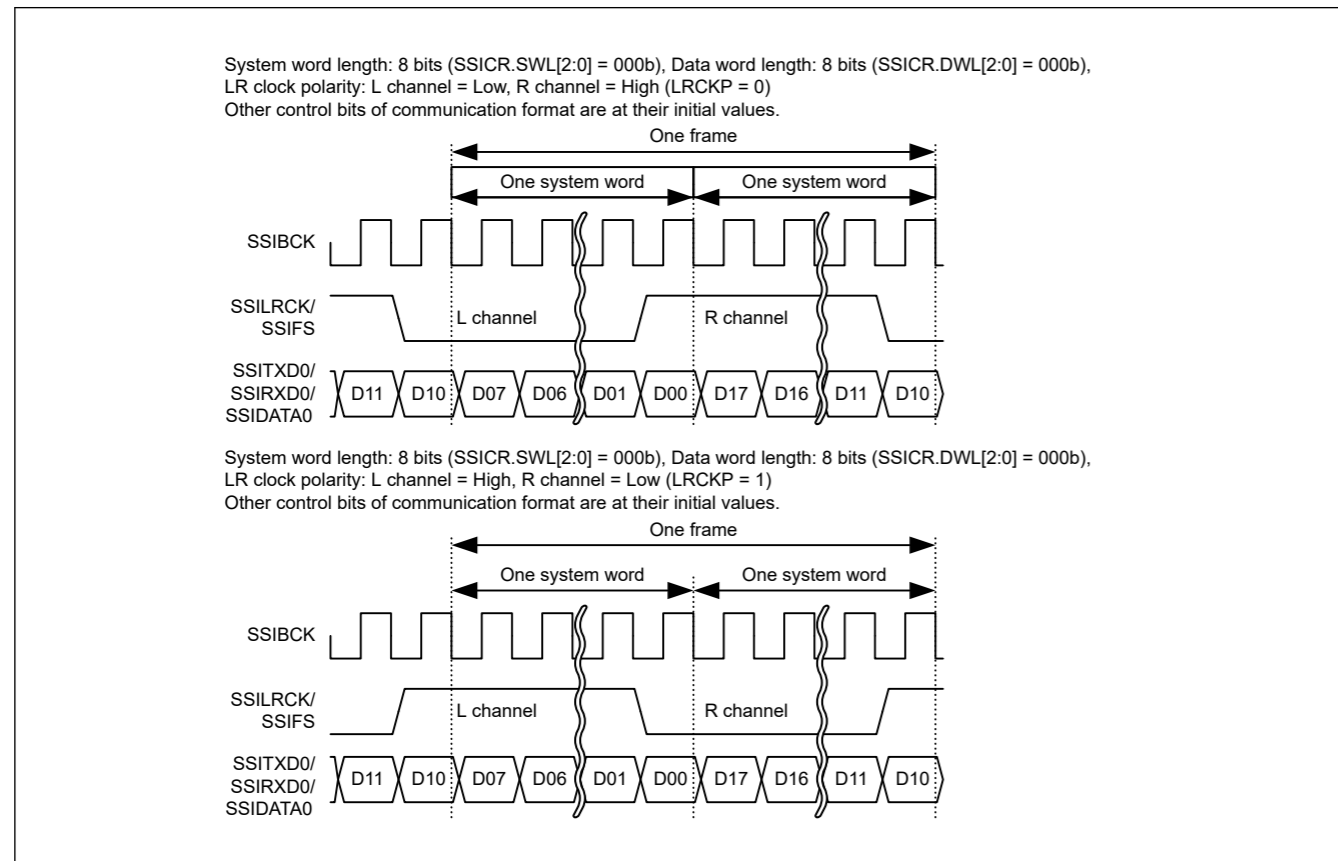 System word length: 8 bits (SSICR.SWL[2:0] = 000b), Data word length: 8 bits (SSICR.DWL[2:0] = 000b),
LR clock polarity: L channel = Low, R channel = High (LRCKP = 0)
Other control bits of communication format are at their initial values.
One frame
One system word One system word
SSIBCK
SSILRCK/
SSIFS
L channel R channel
SSITXD0/
SSIRXD0/
SSIDATA0
D11 D10 D07 D06 D01 D00 D17 D16 D11 D10
System word length: 8 bits (SSICR.SWL[2:0] = 000b), Data word length: 8 bits (SSICR.DWL[2:0] = 000b),
LR clock polarity: L channel = High, R channel = Low (LRCKP = 1)
Other control bits of communication format are at their initial values.
One frame
One system word One system word
SSIBCK
SSILRCK/
SSIFS
L channel R channel
SSITXD0/
SSIRXD0/
SSIDATA0
D11 D10 D07 D06 D01 D00 D17 D16 D11 D10